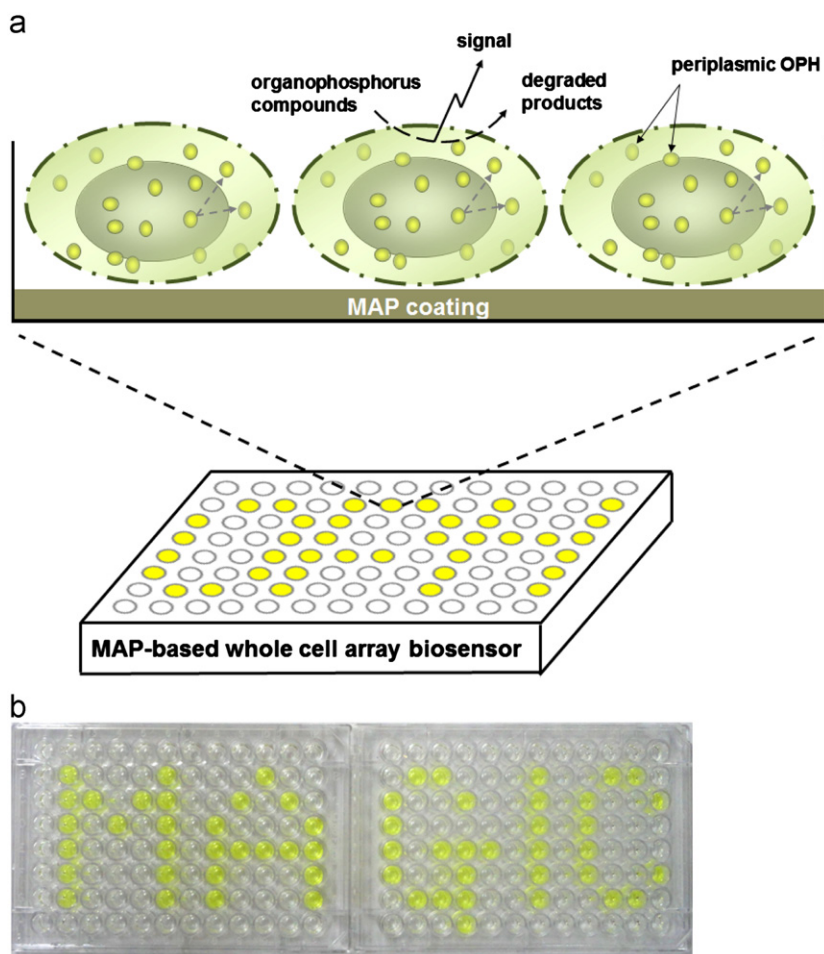 a
signal
organophosphorus
compounds
degraded
products
periplasmic OPH
MAP coating
MAP-based whole cell array biosensor
b